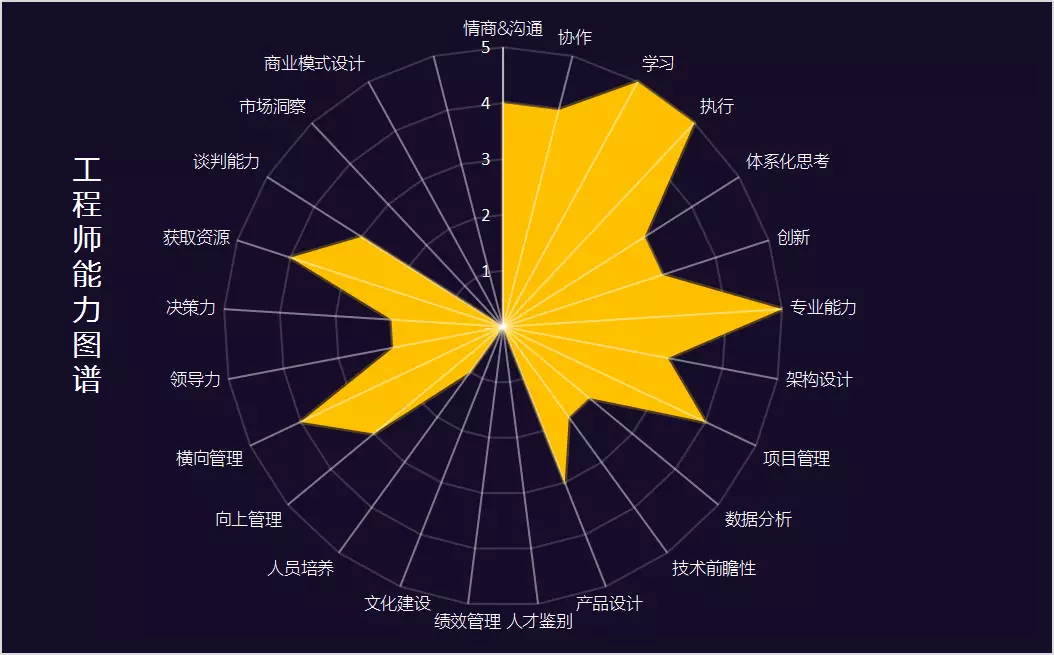 工程师能力图谱
情商&沟通
协作
学习
执行
体系化思考
创新
专业能力
架构设计
项目管理
数据分析
技术前瞻性
产品设计
人才鉴别
绩效管理
文化建设
人员培养
向上管理
横向管理
领导力
决策力
获取资源
谈判能力
市场洞察
商业模式设计
5
4
3
2
1